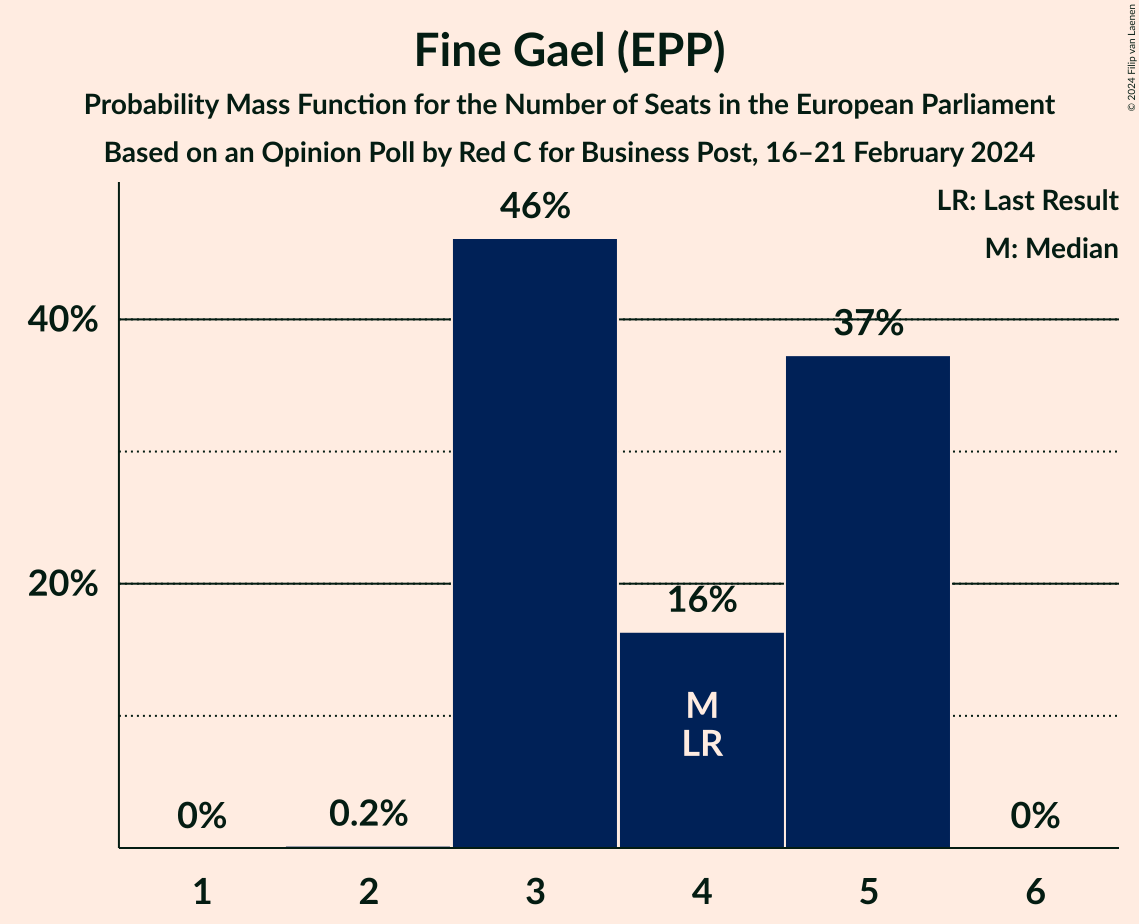 Fine Gael (EPP)
Probability Mass Function for the Number of Seats in the European Parliament
Based on an Opinion Poll by Red C for Business Post, 16–21 February 2024
© 2024 Filip van Laenen
LR: Last Result
M: Median
46%
40%
37%
20%
16%
M
LR
0%
0.2%
0%
1
2
3
4
5
6